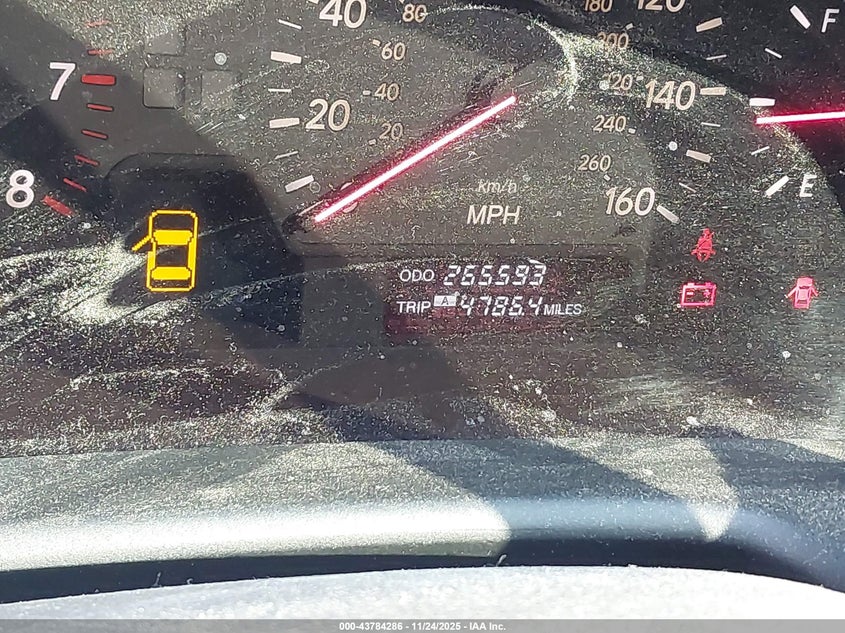 40 80 180 120 F
7 60 200
20 40 220 140
20 240
8 260 160 E
km/h
MPH
ODO 265593
TRIP A 4786.4 MILES
000-43784286 - 11/24/2025 - IAA Inc.